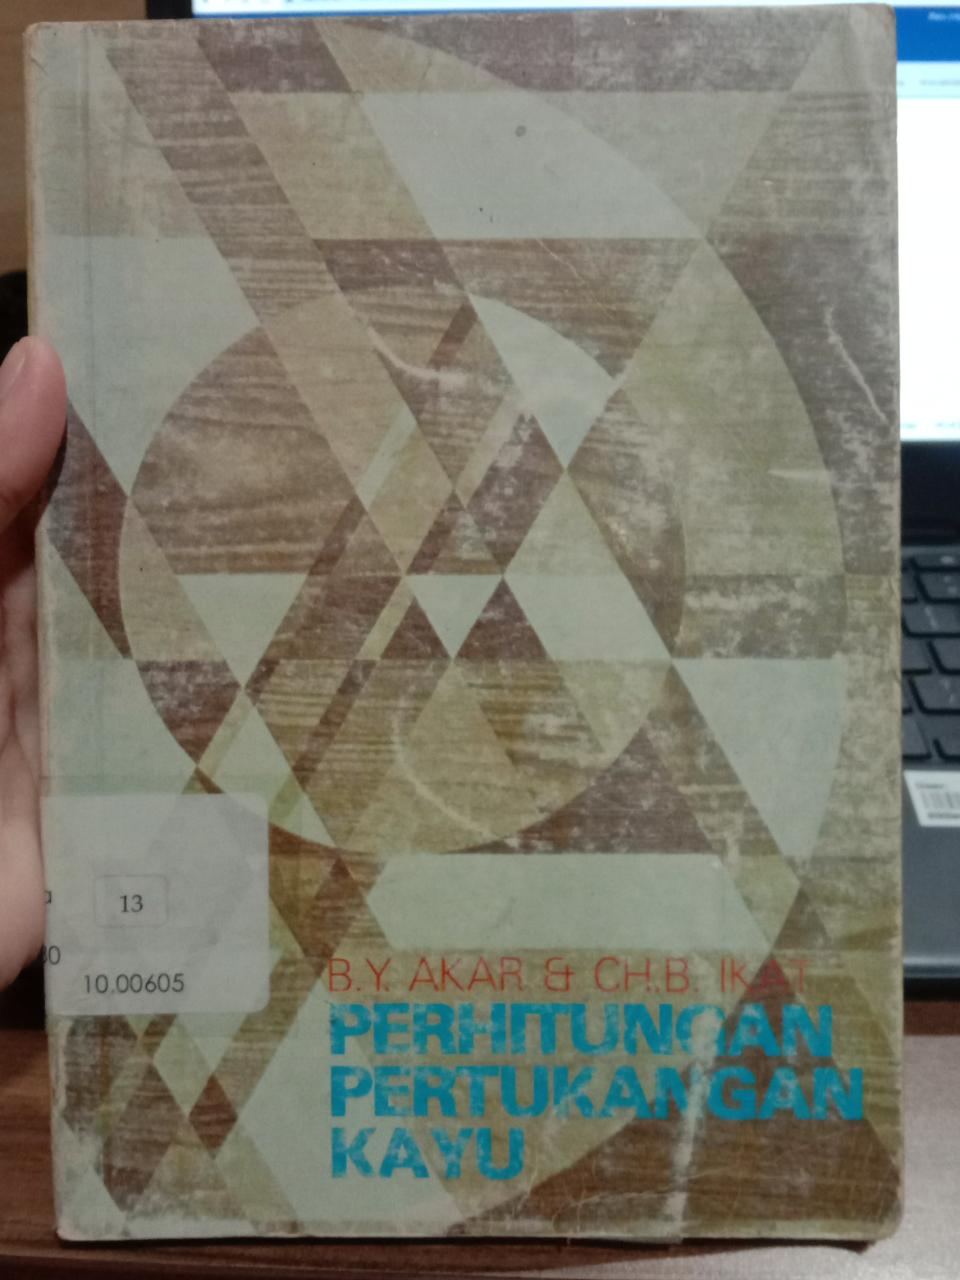 13
10.00605
B.Y. AKAR & CH.B. IKAT
PERHITUNGAN
PERTUKANGAN
KAYU